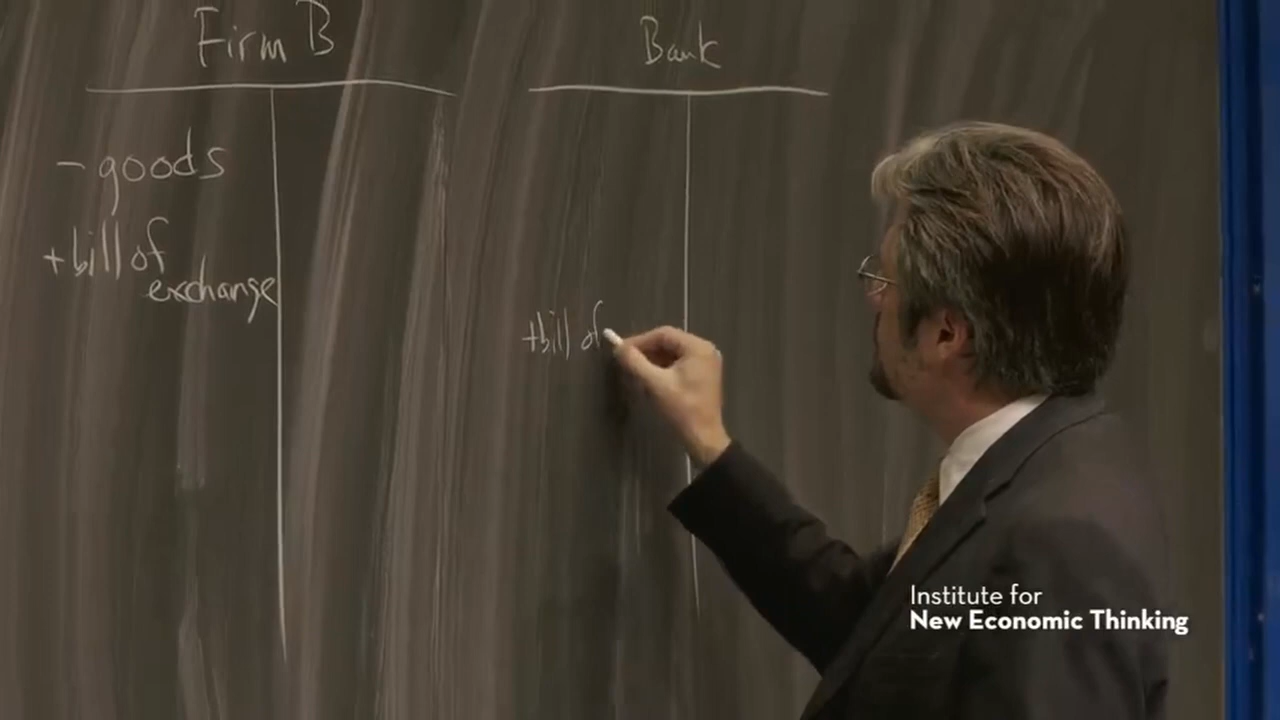 Firm B
Bank
- goods
+ bill of
exchange
+ bill of
Institute for
New Economic Thinking